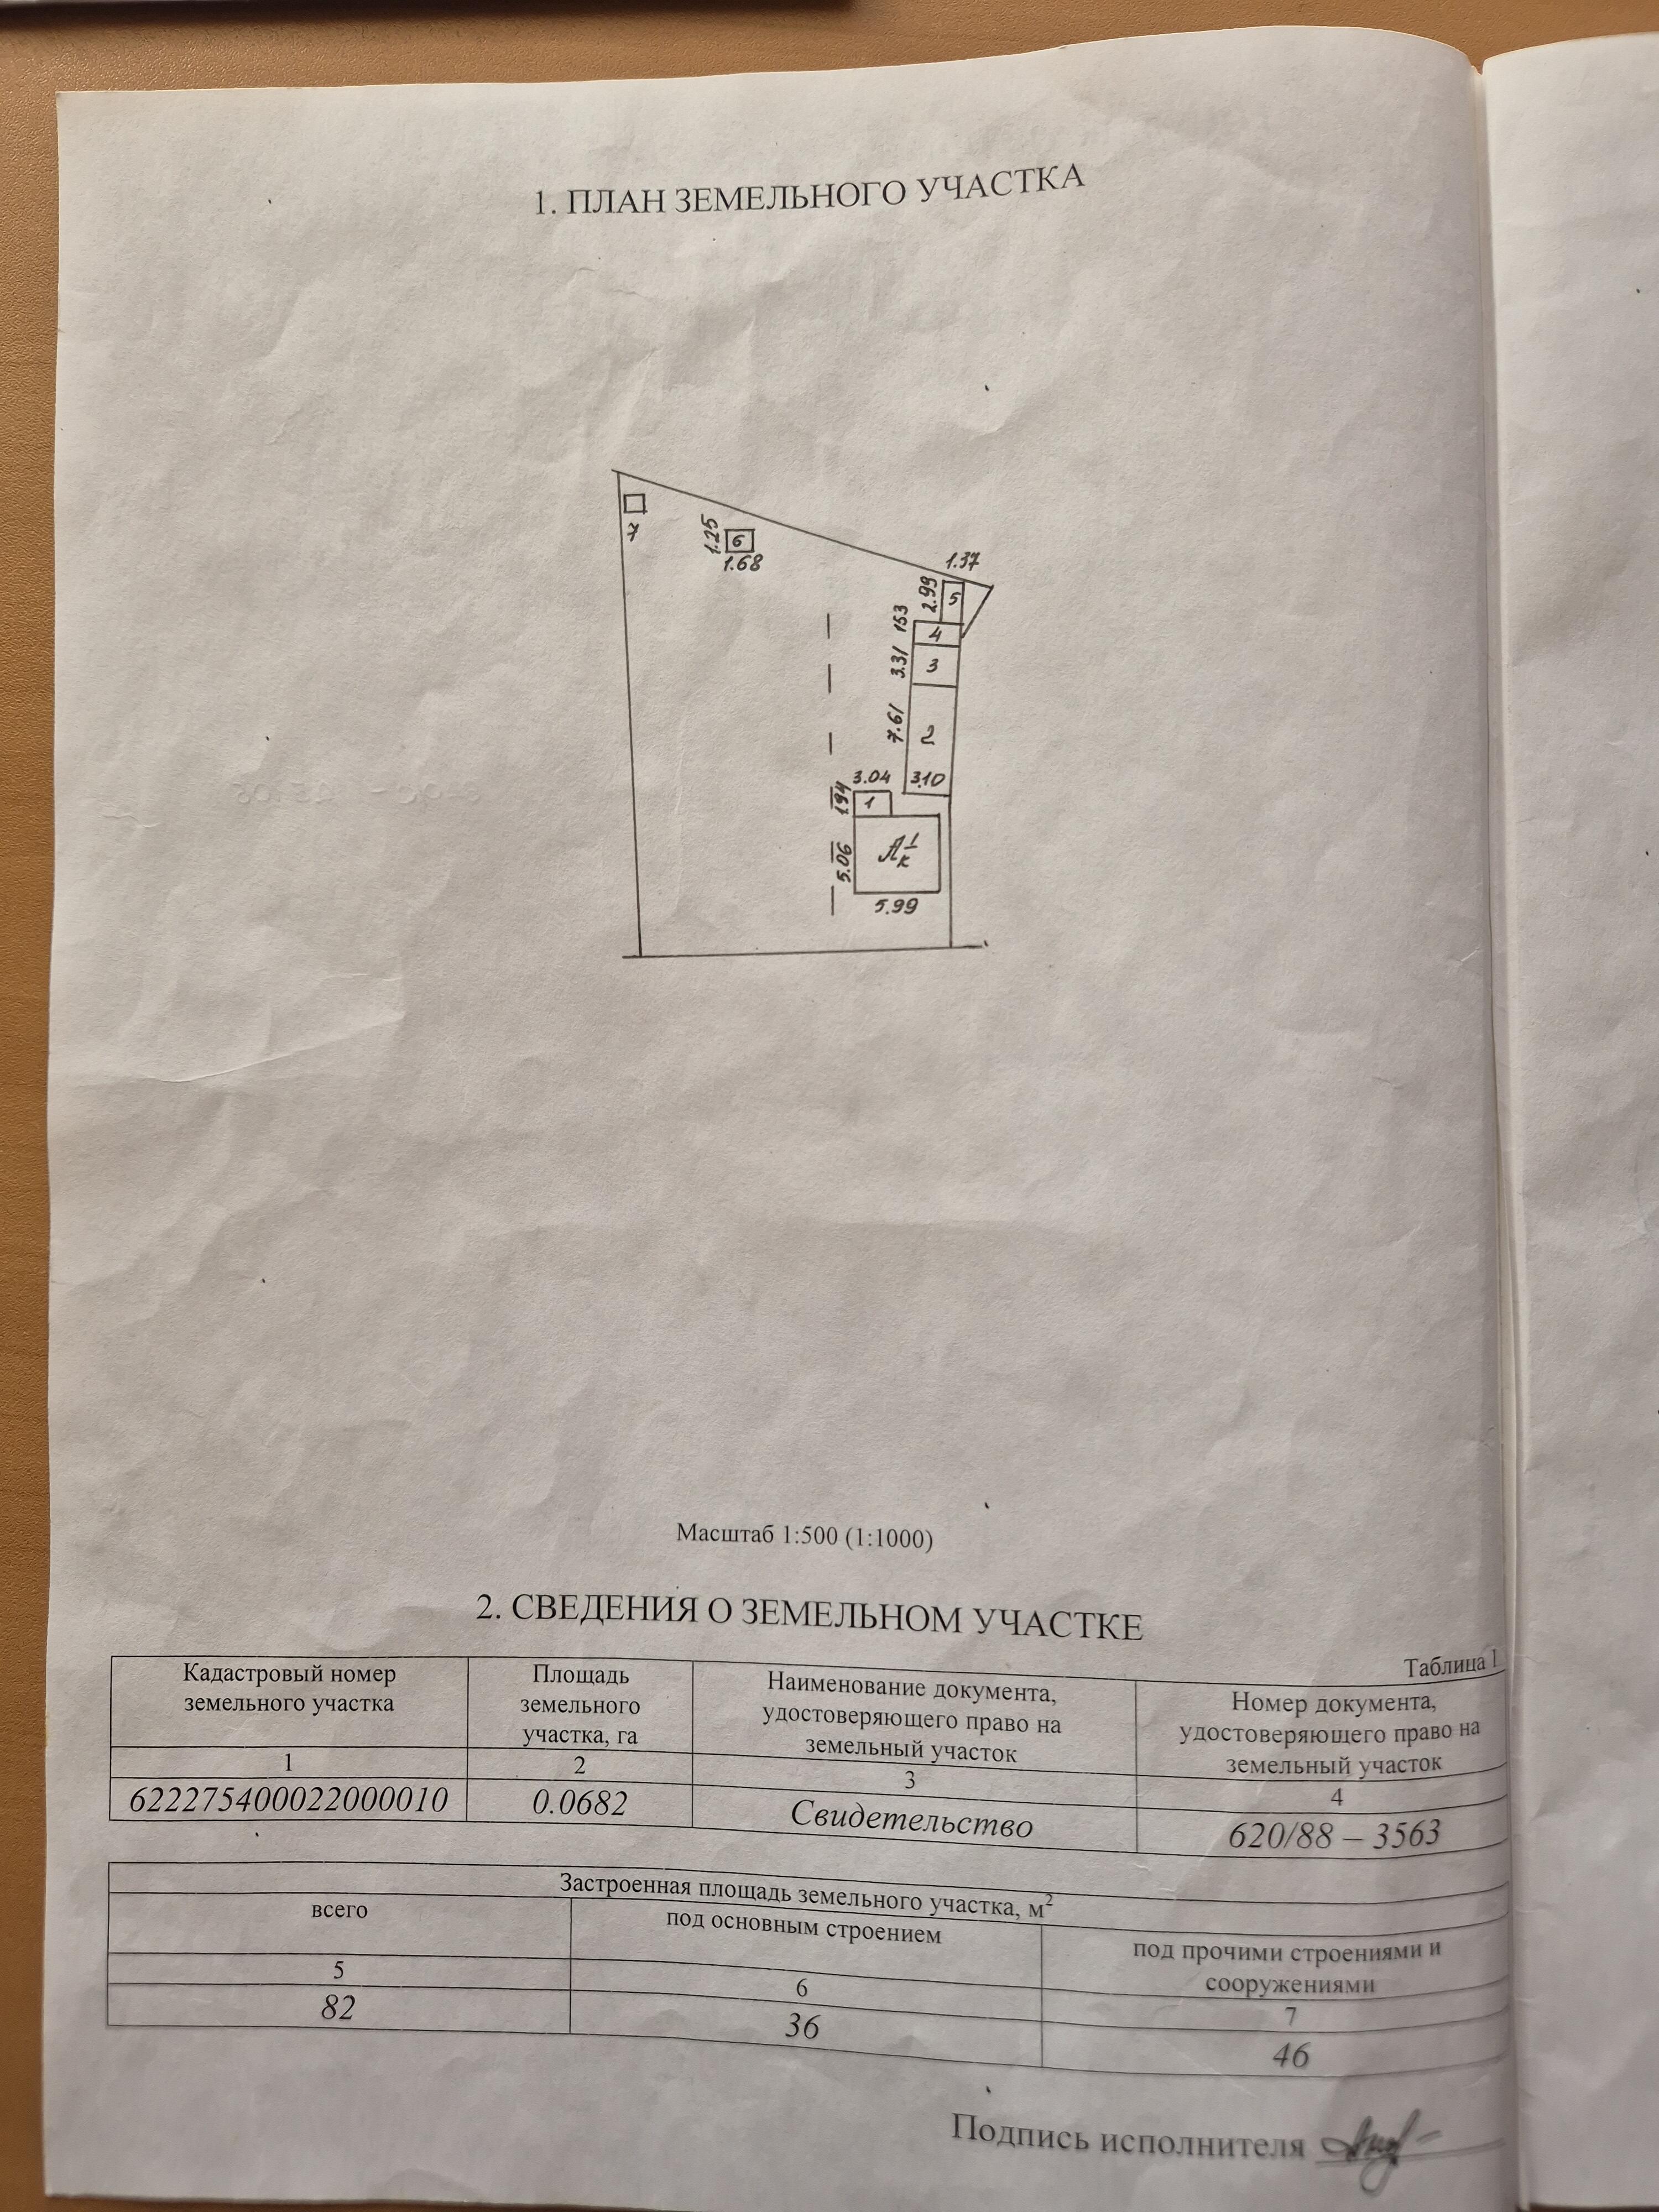 1. ПЛАН ЗЕМЕЛЬНОГО УЧАСТКА
7
1.25
6
1.68
1.37
2.99
5
153
4
3.31
3
7.61
2
3.04
3.10
1.94
1
5.06
А 1/к
5.99
Масштаб 1:500 (1:1000)
2. СВЕДЕНИЯ О ЗЕМЕЛЬНОМ УЧАСТКЕ
Таблица 1
Кадастровый номер
земельного участка
Площадь
земельного
участка, га
Наименование документа,
удостоверяющего право на
земельный участок
Номер документа,
удостоверяющего право на
земельный участок
1
2
3
4
622275400022000010
0.0682
Свидетельство
620/88 – 3563
Застроенная площадь земельного участка, м²
всего
под основным строением
под прочими строениями и
сооружениями
5
6
7
82
36
46
Подпись исполнителя